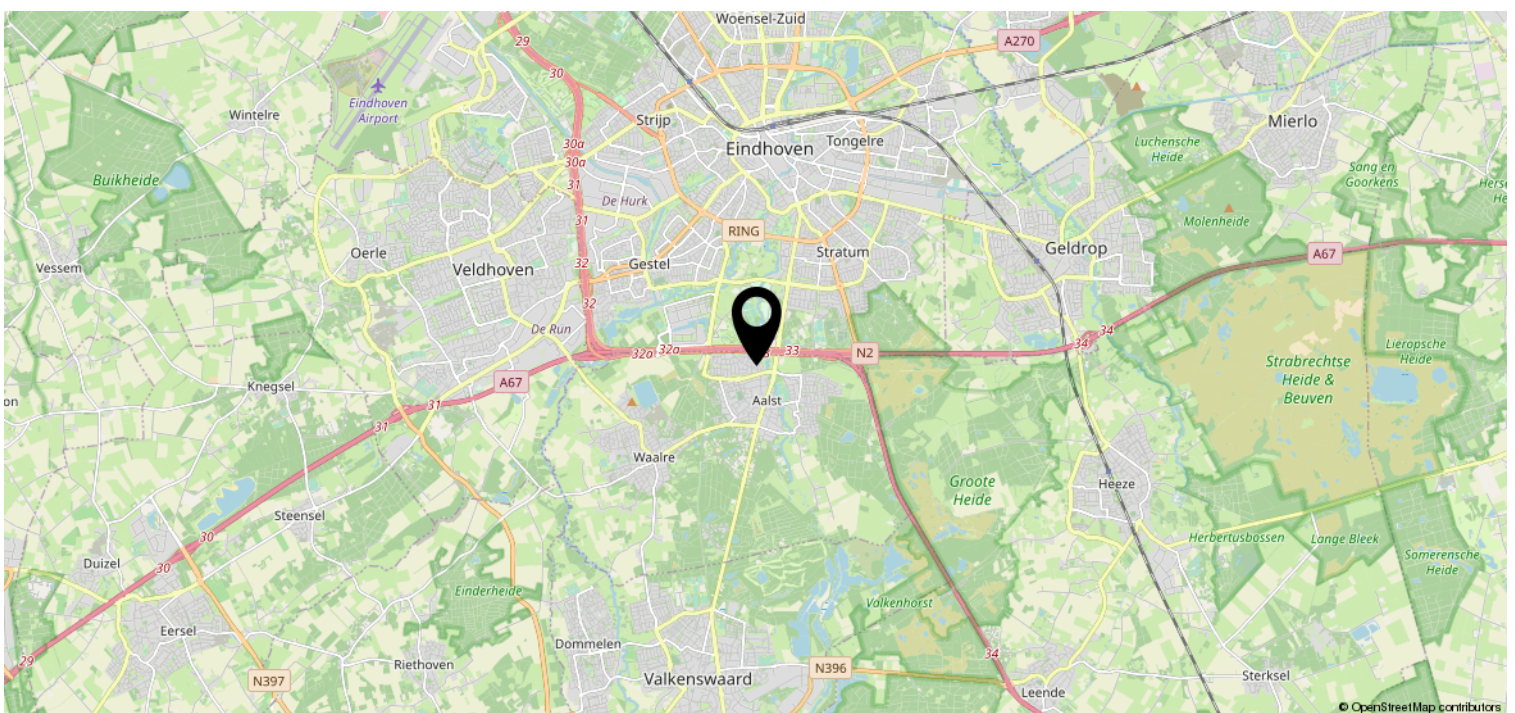 Woensel-Zuid
29
A270
30
Eindhoven
Airport
Wintelre
Strijp
Mierlo
Tongelre
Eindhoven
30a
30a
Luchensche
Heide
Buikheide
31
Sang en
Goorkens
De Hurk
31
Molenheide
RING
Oerle
Stratum
Geldrop
A67
32
Gestel
Vessem
Veldhoven
32
De Run
34
32a
32a
33
N2
34
Lieropsche
Heide
Strabrechtse
Heide &
Beuven
A67
Knegsel
Aalst
31
31
Waalre
Groote
Heide
Heeze
Steensel
30
Herbertusbossen
Lange Bleek
Duizel
30
Somerensche
Heide
Einderheide
Valkenhorst
Eersel
Dommelen
29
Riethoven
34
N396
N397
Valkenswaard
Sterksel
Leende
© OpenStreetMap contributors